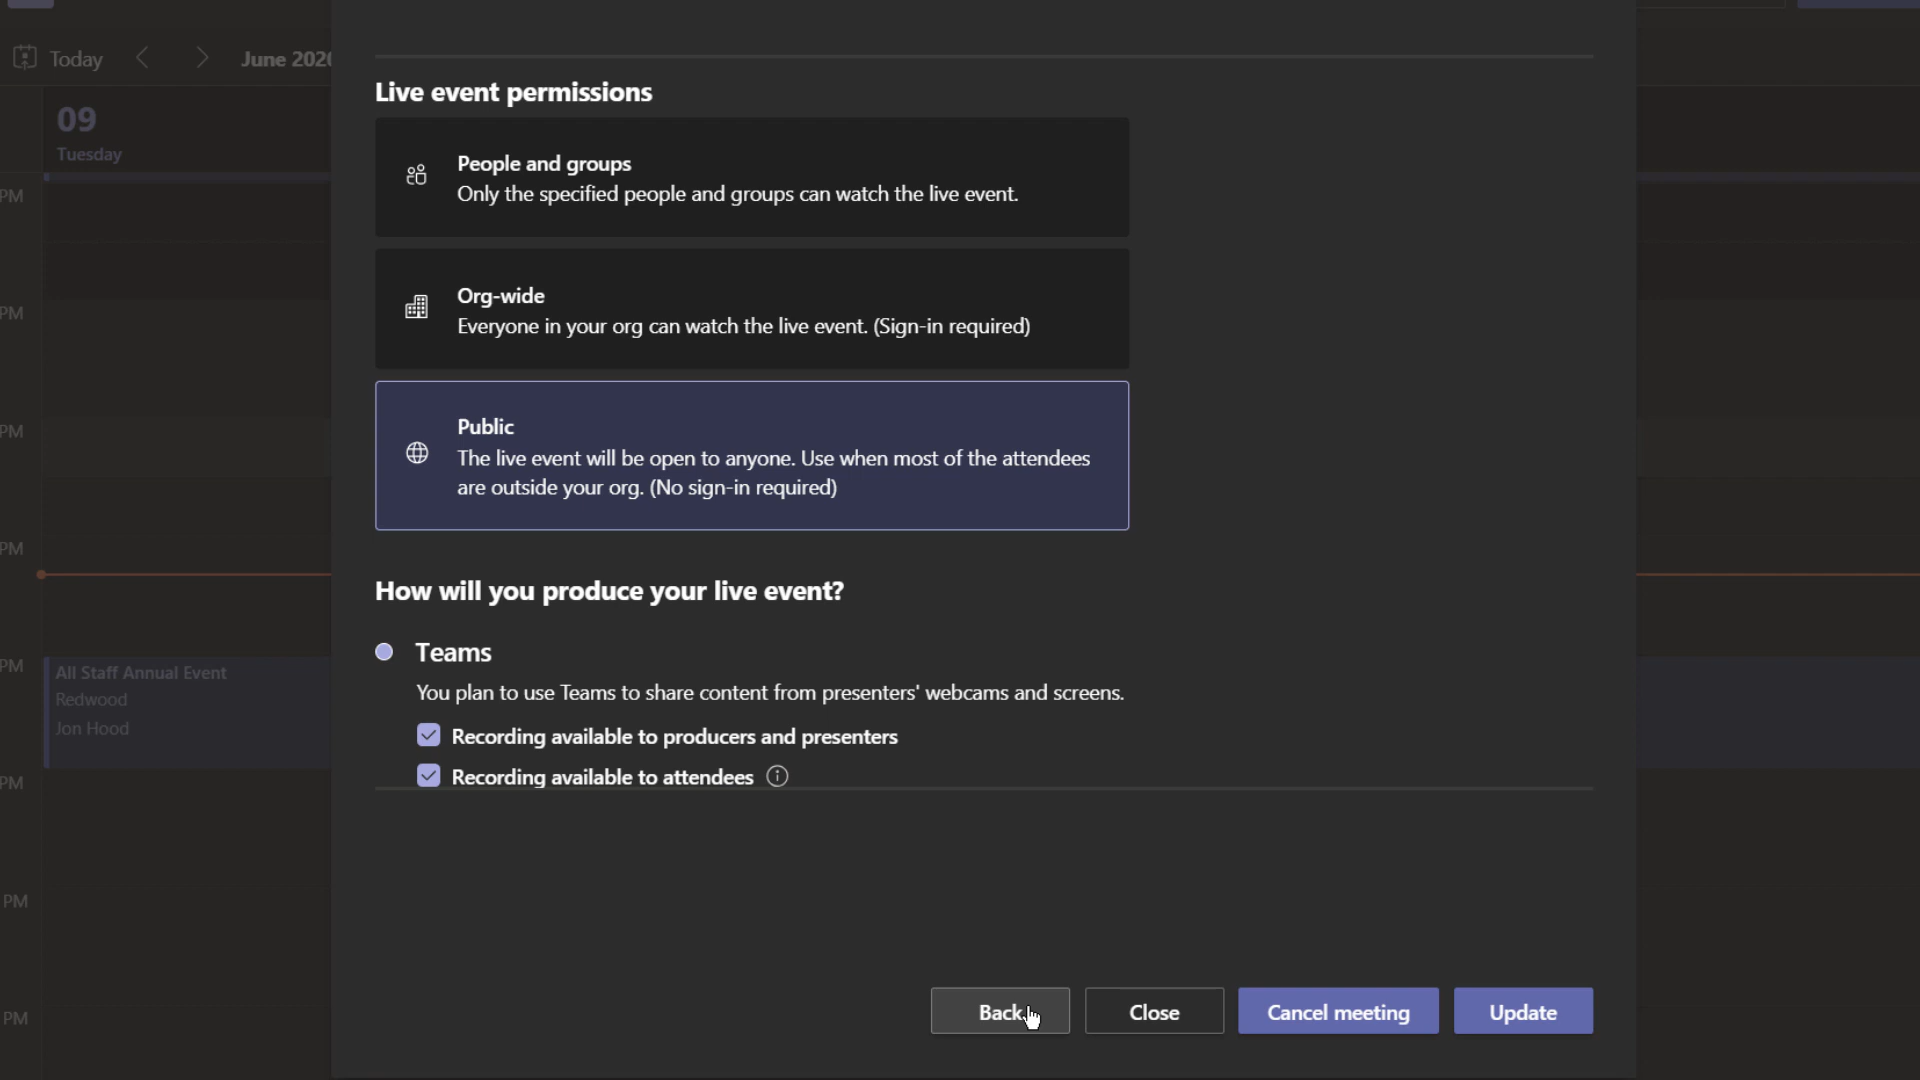 Today
June 202
09
Tuesday
PM
PM
PM
PM
PM
PM
PM
PM
All Staff Annual Event
Redwood
Jon Hood
Live event permissions
People and groups
Only the specified people and groups can watch the live event.
Org-wide
Everyone in your org can watch the live event. (Sign-in required)
Public
The live event will be open to anyone. Use when most of the attendees
are outside your org. (No sign-in required)
How will you produce your live event?
Teams
You plan to use Teams to share content from presenters' webcams and screens.
Recording available to producers and presenters
Recording available to attendees
Back
Close
Cancel meeting
Update